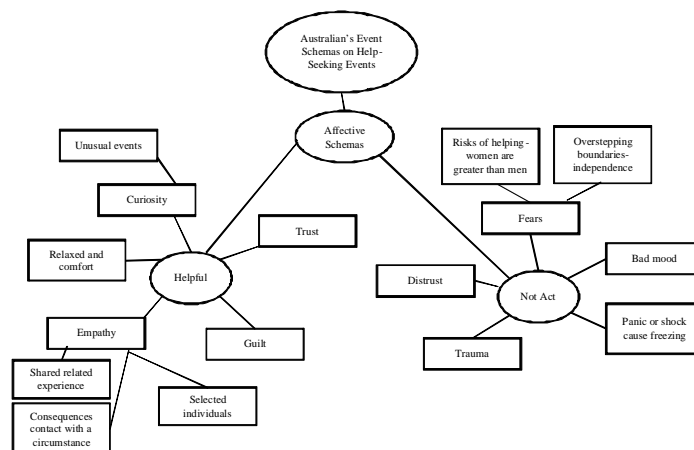 Australian's Event
Schemas on Help-
Seeking Events
Affective
Schemas
Risks of helping -
women are
greater than men
Overstepping
boundaries-
independence
Unusual events
Curiosity
Fears
Trust
Relaxed and
comfort
Helpful
Bad mood
Distrust
Not Act
Empathy
Guilt
Panic or shock
cause freezing
Trauma
Shared related
experience
Selected
individuals
Consequences
contact with a
circumstance